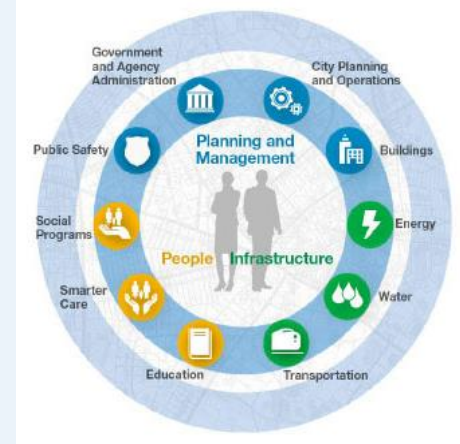 Government
and Agency
Administration
City Planning
and Operations
Planning and
Management
Public Safety
Buildings
Social
Programs
Energy
People
Infrastructure
Smarter
Care
Water
Education
Transportation